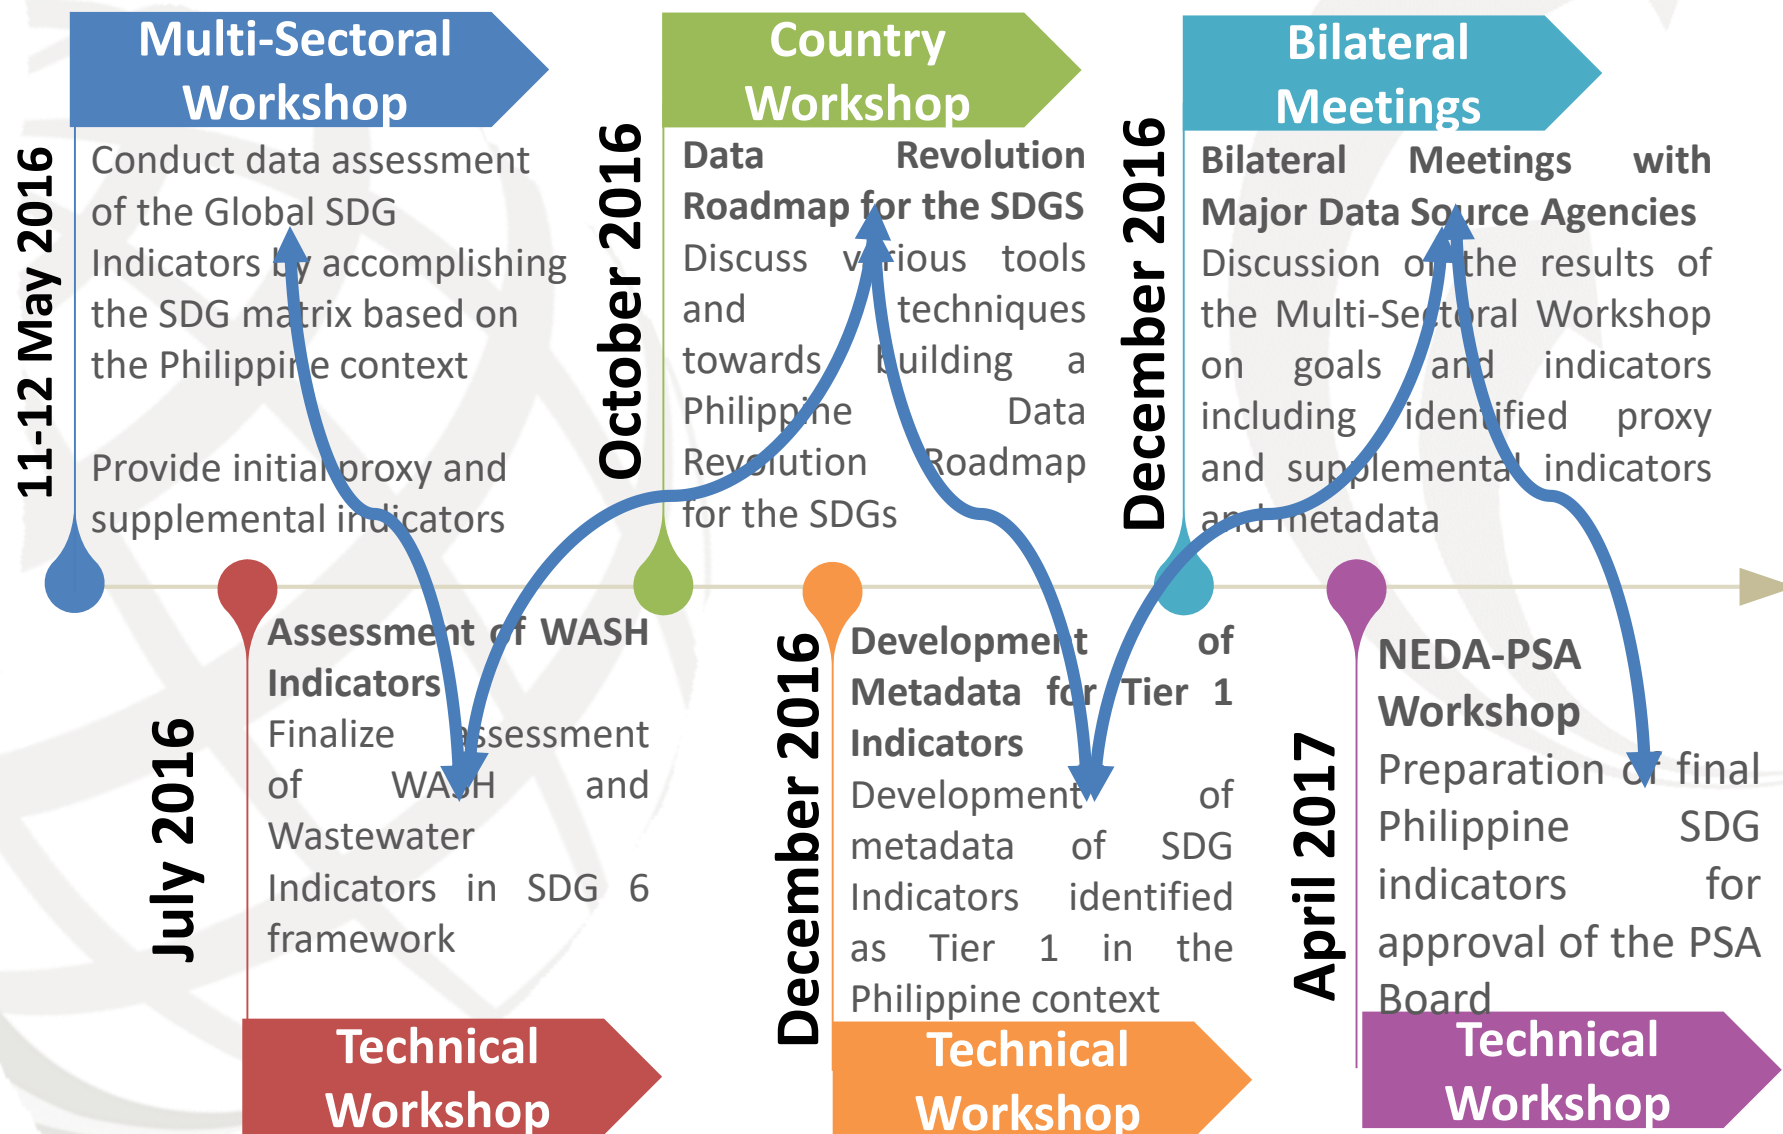 Multi-Sectoral
Workshop
11-12 May 2016
Conduct data assessment
of the Global SDG
Indicators by accomplishing
the SDG matrix based on
the Philippine context
Provide initial proxy and
supplemental indicators
Country
Workshop
October 2016
Data Revolution
Roadmap for the SDGS
Discuss various tools
and techniques
towards building a
Philippine Data
Revolution Roadmap
for the SDGs
Bilateral
Meetings
December 2016
Bilateral Meetings with
Major Data Source Agencies
Discussion of the results of
the Multi-Sectoral Workshop
on goals and indicators
including identified proxy
and supplemental indicators
and metadata
July 2016
Assessment of WASH
Indicators
Finalize assessment
of WASH and
Wastewater
Indicators in SDG 6
framework
Technical
Workshop
December 2016
Development of
Metadata for Tier 1
Indicators
Development of
metadata of SDG
Indicators identified
as Tier 1 in the
Philippine context
Technical
Workshop
April 2017
NEDA-PSA
Workshop
Preparation of final
Philippine SDG
indicators for
approval of the PSA
Board
Technical
Workshop